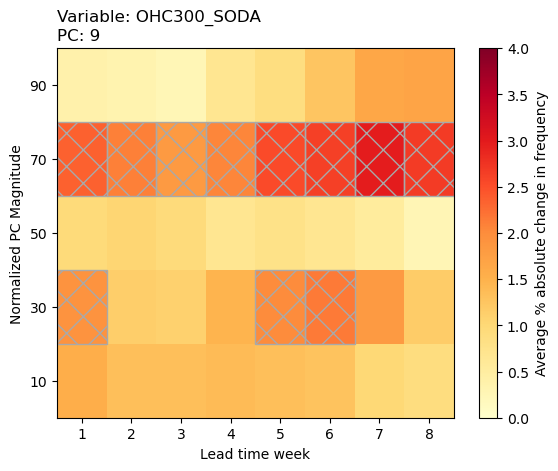 Variable: OHC300_SODA
PC: 9
90
70
50
30
10
Normalized PC Magnitude
1 2 3 4 5 6 7 8
Lead time week
4.0
3.5
3.0
2.5
2.0
1.5
1.0
0.5
0.0
Average % absolute change in frequency